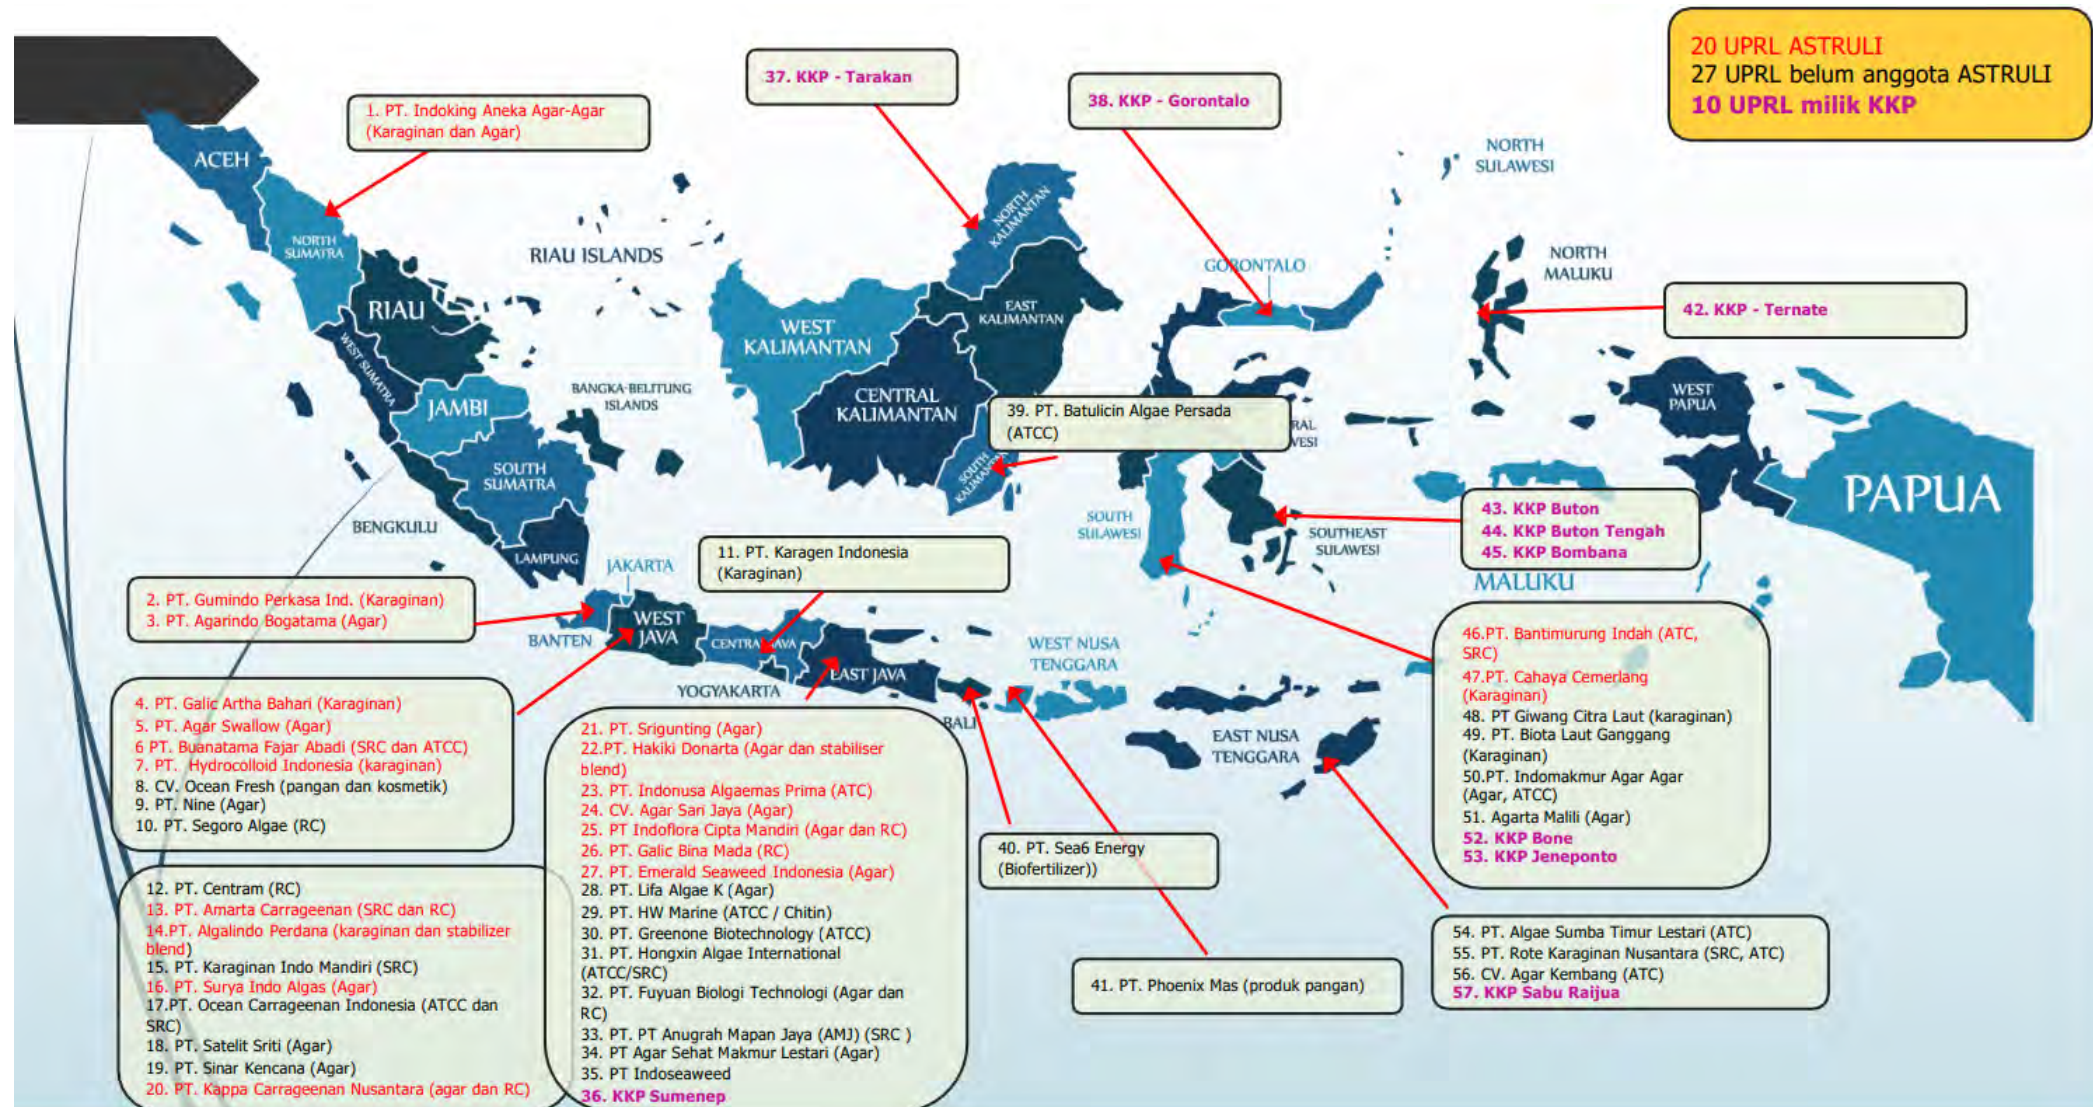 20 UPRL ASTRULI
27 UPRL belum anggota ASTRULI
10 UPRL milik KKP
37. KKP - Tarakan
38. KKP - Gorontalo
1. PT. Indoking Aneka Agar-Agar
(Karaginan dan Agar)
ACEH
NORTH
SUMATRA
RIAU ISLANDS
RIAU
WEST SUMATRA
JAMBI
BANGKA-BELITUNG
ISLANDS
SOUTH
SUMATRA
BENGKULU
LAMPUNG
NORTH
KALIMANTAN
WEST
KALIMANTAN
EAST
KALIMANTAN
CENTRAL
KALIMANTAN
SOUTH
KALIMANTAN
GORONTALO
NORTH
SULAWESI
NORTH
MALUKU
42. KKP - Ternate
WEST
PAPUA
PAPUA
39. PT. Batulicin Algae Persada
(ATCC)
RAL
WESI
SOUTH
SULAWESI
SOUTHEAST
SULAWESI
43. KKP Buton
44. KKP Buton Tengah
45. KKP Bombana
MALUKU
11. PT. Karagen Indonesia
(Karaginan)
JAKARTA
2. PT. Gumindo Perkasa Ind. (Karaginan)
3. PT. Agarindo Bogatama (Agar)
BANTEN
WEST
JAVA
CENTRAL JAVA
YOGYAKARTA
EAST JAVA
BALI
WEST NUSA
TENGGARA
EAST NUSA
TENGGARA
4. PT. Galic Artha Bahari (Karaginan)
5. PT. Agar Swallow (Agar)
6 PT. Buanatama Fajar Abadi (SRC dan ATCC)
7. PT. Hydrocolloid Indonesia (karaginan)
8. CV. Ocean Fresh (pangan dan kosmetik)
9. PT. Nine (Agar)
10. PT. Segoro Algae (RC)
12. PT. Centram (RC)
13. PT. Amarta Carrageenan (SRC dan RC)
14.PT. Algalindo Perdana (karaginan dan stabilizer
blend)
15. PT. Karaginan Indo Mandiri (SRC)
16. PT. Surya Indo Algas (Agar)
17.PT. Ocean Carrageenan Indonesia (ATCC dan
SRC)
18. PT. Satelit Sriti (Agar)
19. PT. Sinar Kencana (Agar)
20. PT. Kappa Carrageenan Nusantara (agar dan RC)
21. PT. Srigunting (Agar)
22.PT. Hakiki Donarta (Agar dan stabiliser
blend)
23. PT. Indonusa Algaemas Prima (ATC)
24. CV. Agar Sari Jaya (Agar)
25. PT Indoflora Cipta Mandiri (Agar dan RC)
26. PT. Galic Bina Mada (RC)
27. PT. Emerald Seaweed Indonesia (Agar)
28. PT. Lifa Algae K (Agar)
29. PT. HW Marine (ATCC / Chitin)
30. PT. Greenone Biotechnology (ATCC)
31. PT. Hongxin Algae International
(ATCC/SRC)
32. PT. Fuyuan Biologi Technologi (Agar dan
RC)
33. PT. PT Anugrah Mapan Jaya (AMJ) (SRC )
34. PT Agar Sehat Makmur Lestari (Agar)
35. PT Indoseaweed
36. KKP Sumenep
40. PT. Sea6 Energy
(Biofertilizer))
41. PT. Phoenix Mas (produk pangan)
46.PT. Bantimurung Indah (ATC,
SRC)
47.PT. Cahaya Cemerlang
(Karaginan)
48. PT Giwang Citra Laut (karaginan)
49. PT. Biota Laut Ganggang
(Karaginan)
50.PT. Indomakmur Agar Agar
(Agar, ATCC)
51. Agarta Malili (Agar)
52. KKP Bone
53. KKP Jeneponto
54. PT. Algae Sumba Timur Lestari (ATC)
55. PT. Rote Karaginan Nusantara (SRC, ATC)
56. CV. Agar Kembang (ATC)
57. KKP Sabu Raijua